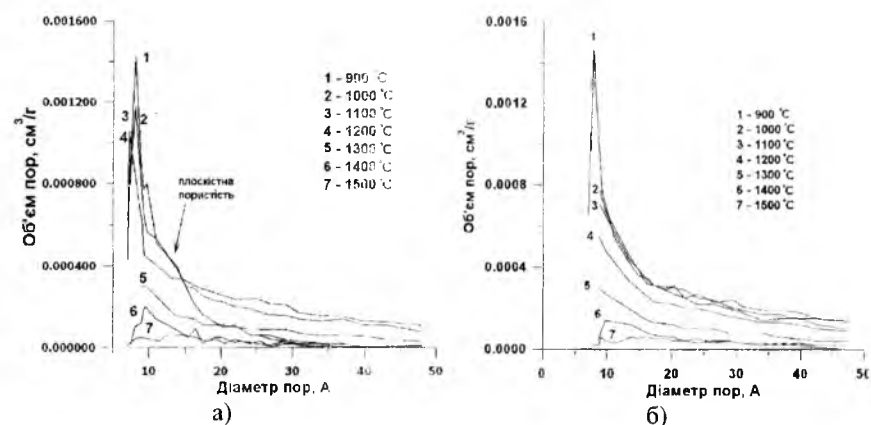 0.001600
0.001200
0.000800
0.000400
0.000000
Об'єм пор, см³/г
1
2
3
4
5
6
7
1 - 900 °C
2 - 1000 °C
3 - 1100 °C
4 - 1200 °C
5 - 1300 °C
6 - 1400 °C
7 - 1500 °C
плоскістна
пористість
10 20 30 40 50
Діаметр пор, А
а)
0.0016
0.0012
0.0008
0.0004
0.0000
Об'єм пор, см³/г
1
2
3
4
5
6
7
1 - 900 °C
2 - 1000 °C
3 - 1100 °C
4 - 1200 °C
5 - 1300 °C
6 - 1400 °C
7 - 1500 °C
0 10 20 30 40 50
Діаметр пор, А
б)